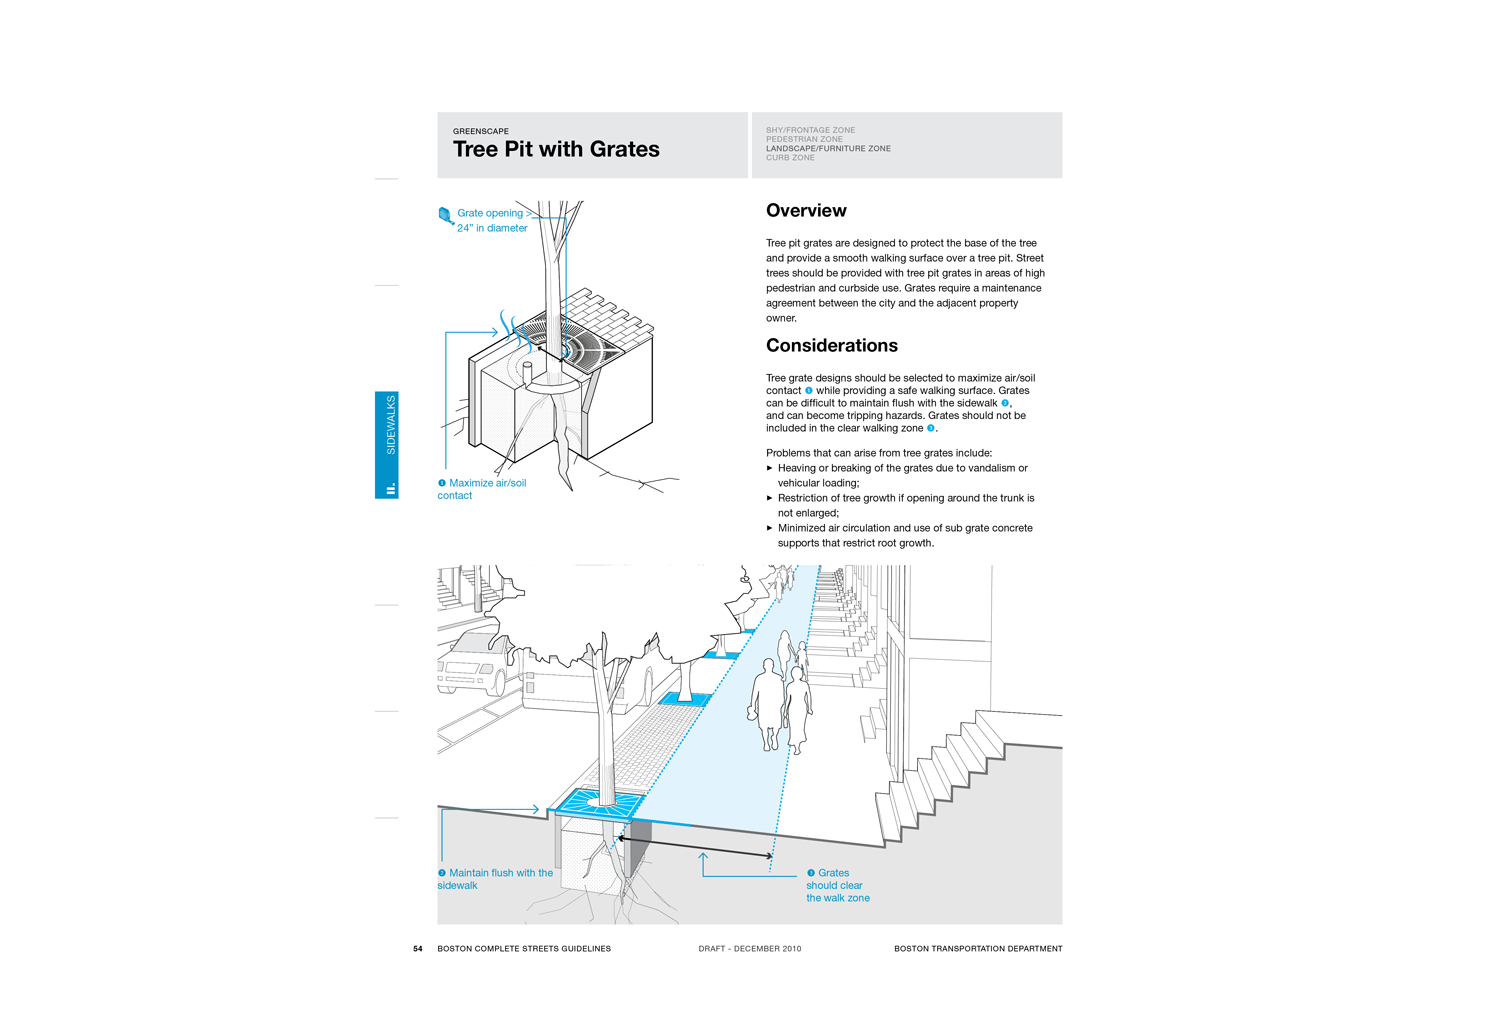 GREENSCAPE
Tree Pit with Grates
SHY/FRONTAGE ZONE
PEDESTRIAN ZONE
LANDSCAPE/FURNITURE ZONE
CURB ZONE
Grate opening >
24” in diameter
❶ Maximize air/soil
contact
II. SIDEWALKS
Overview
Tree pit grates are designed to protect the base of the tree
and provide a smooth walking surface over a tree pit. Street
trees should be provided with tree pit grates in areas of high
pedestrian and curbside use. Grates require a maintenance
agreement between the city and the adjacent property
owner.
Considerations
Tree grate designs should be selected to maximize air/soil
contact ❶ while providing a safe walking surface. Grates
can be difficult to maintain flush with the sidewalk ❷,
and can become tripping hazards. Grates should not be
included in the clear walking zone ❸.
Problems that can arise from tree grates include:
▶ Heaving or breaking of the grates due to vandalism or
vehicular loading;
▶ Restriction of tree growth if opening around the trunk is
not enlarged;
▶ Minimized air circulation and use of sub grate concrete
supports that restrict root growth.
❷ Maintain flush with the
sidewalk
❸ Grates
should clear
the walk zone
54 BOSTON COMPLETE STREETS GUIDELINES
DRAFT - DECEMBER 2010
BOSTON TRANSPORTATION DEPARTMENT